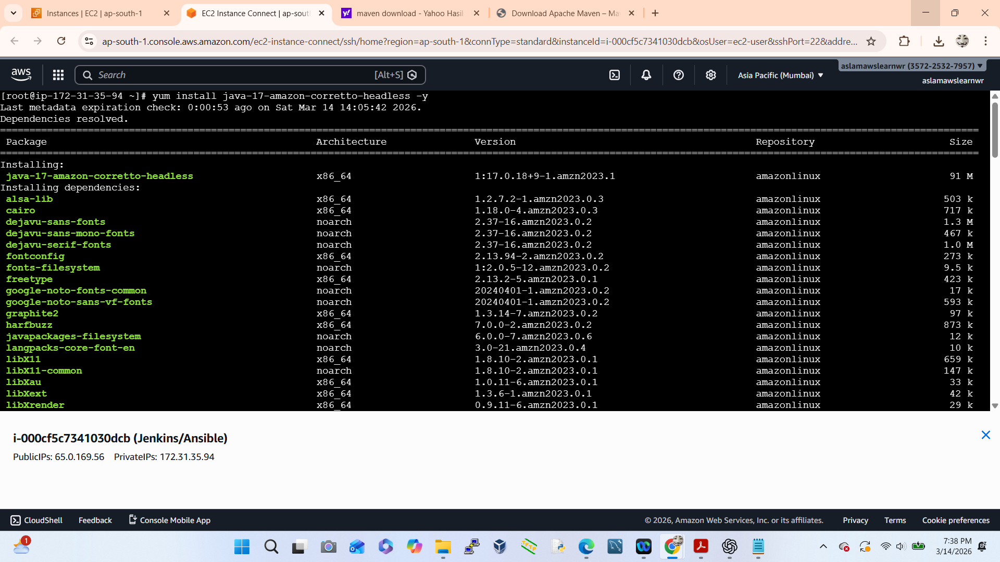 Instances | EC2 | ap-south-1
EC2 Instance Connect | ap-sout
maven download - Yahoo Hasil
Download Apache Maven – Ma
ap-south-1.console.aws.amazon.com/ec2-instance-connect/ssh/home?region=ap-south-1&connType=standard&instanceId=i-000cf5c7341030dcb&osUser=ec2-user&sshPort=22&addre...
aws
Search
[Alt+S]
Asia Pacific (Mumbai)
aslamawslearnwr (3572-2532-7957)
aslamawslearnwr
[root@ip-172-31-35-94 ~]# yum install java-17-amazon-corretto-headless -y
Last metadata expiration check: 0:00:53 ago on Sat Mar 14 14:05:42 2026.
Dependencies resolved.
Package Architecture Version Repository Size
Installing:
java-17-amazon-corretto-headless x86_64 1:17.0.18+9-1.amzn2023.1 amazonlinux 91 M
Installing dependencies:
alsa-lib x86_64 1.2.7.2-1.amzn2023.0.3 amazonlinux 503 k
cairo x86_64 1.18.0-4.amzn2023.0.3 amazonlinux 717 k
dejavu-sans-fonts noarch 2.37-16.amzn2023.0.2 amazonlinux 1.3 M
dejavu-sans-mono-fonts noarch 2.37-16.amzn2023.0.2 amazonlinux 467 k
dejavu-serif-fonts noarch 2.37-16.amzn2023.0.2 amazonlinux 1.0 M
fontconfig x86_64 2.13.94-2.amzn2023.0.2 amazonlinux 273 k
fonts-filesystem noarch 1:2.0.5-12.amzn2023.0.2 amazonlinux 9.5 k
freetype x86_64 2.13.2-5.amzn2023.0.1 amazonlinux 423 k
google-noto-fonts-common noarch 20240401-1.amzn2023.0.2 amazonlinux 17 k
google-noto-sans-vf-fonts noarch 20240401-1.amzn2023.0.2 amazonlinux 593 k
graphite2 x86_64 1.3.14-7.amzn2023.0.2 amazonlinux 97 k
harfbuzz x86_64 7.0.0-2.amzn2023.0.2 amazonlinux 873 k
javapackages-filesystem noarch 6.0.0-7.amzn2023.0.6 amazonlinux 12 k
langpacks-core-font-en noarch 3.0-21.amzn2023.0.4 amazonlinux 10 k
libX11 x86_64 1.8.10-2.amzn2023.0.1 amazonlinux 659 k
libX11-common noarch 1.8.10-2.amzn2023.0.1 amazonlinux 147 k
libXau x86_64 1.0.11-6.amzn2023.0.1 amazonlinux 33 k
libXext x86_64 1.3.6-1.amzn2023.0.1 amazonlinux 42 k
libXrender x86_64 0.9.11-6.amzn2023.0.1 amazonlinux 29 k
i-000cf5c7341030dcb (Jenkins/Ansible)
PublicIPs: 65.0.169.56 PrivateIPs: 172.31.35.94
CloudShell Feedback Console Mobile App © 2026, Amazon Web Services, Inc. or its affiliates. Privacy Terms Cookie preferences
1
TFTP
7:38 PM
3/14/2026